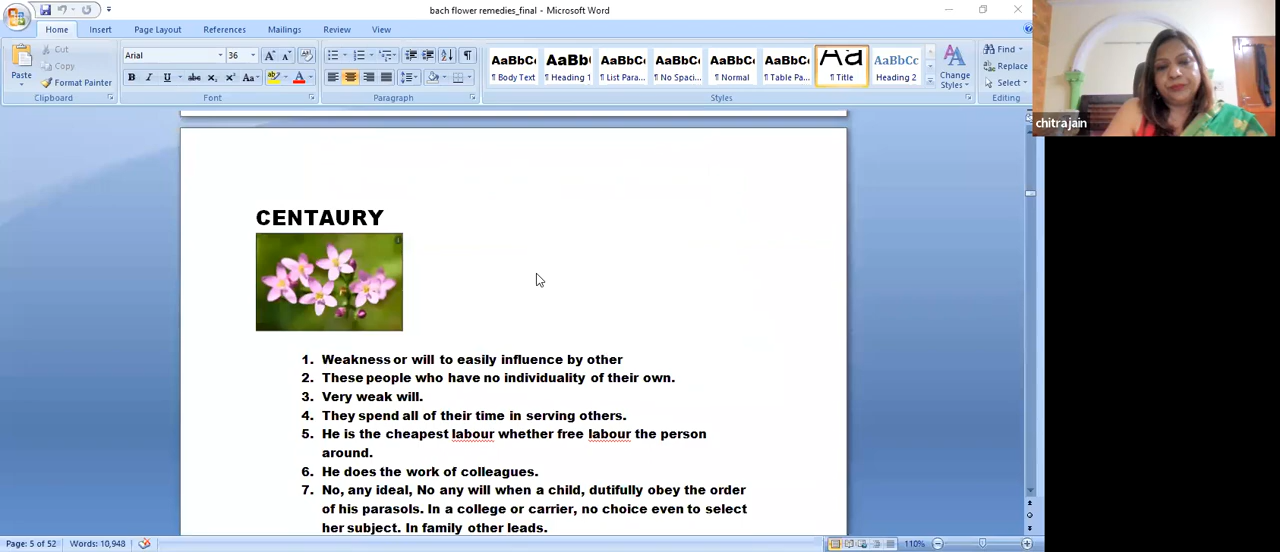 bach flower remedies_final - Microsoft Word
Home Insert Page Layout References Mailings Review View
Paste
Cut
Copy
Format Painter
Clipboard
Arial 36
Font
Paragraph
AaBbCc AaBbC AaBbCc AaBbCc AaBbCc AaBbCc Aa AaBbCc
¶ Body Text Heading 1 ¶ List Para... ¶ No Spaci... ¶ Normal ¶ Table Pa... ¶ Title Heading 2
Styles
Change
Styles
Find
Replace
Select
Editing
chitra jain
CENTAURY
1. Weakness or will to easily influence by other
2. These people who have no individuality of their own.
3. Very weak will.
4. They spend all of their time in serving others.
5. He is the cheapest labour whether free labour the person
around.
6. He does the work of colleagues.
7. No, any ideal, No any will when a child, dutifully obey the order
of his parasols. In a college or carrier, no choice even to select
her subject. In family other leads.
Page: 5 of 52 Words: 10,948 110%